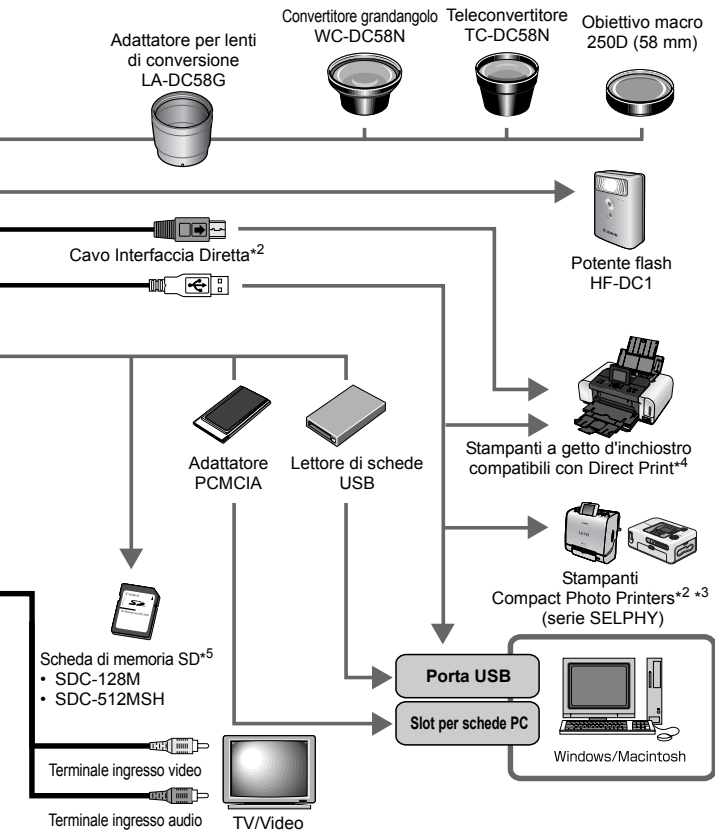 Convertitore grandangolo
WC-DC58N
Teleconvertitore
TC-DC58N
Obiettivo macro
250D (58 mm)
Adattatore per lenti
di conversione
LA-DC58G
Cavo Interfaccia Diretta*2
Potente flash
HF-DC1
Stampanti a getto d'inchiostro
compatibili con Direct Print*4
Adattatore
PCMCIA
Lettore di schede
USB
Stampanti
Compact Photo Printers*2 *3
(serie SELPHY)
Scheda di memoria SD*5
• SDC-128M
• SDC-512MSH
Porta USB
Slot per schede PC
Windows/Macintosh
Terminale ingresso video
Terminale ingresso audio
TV/Video